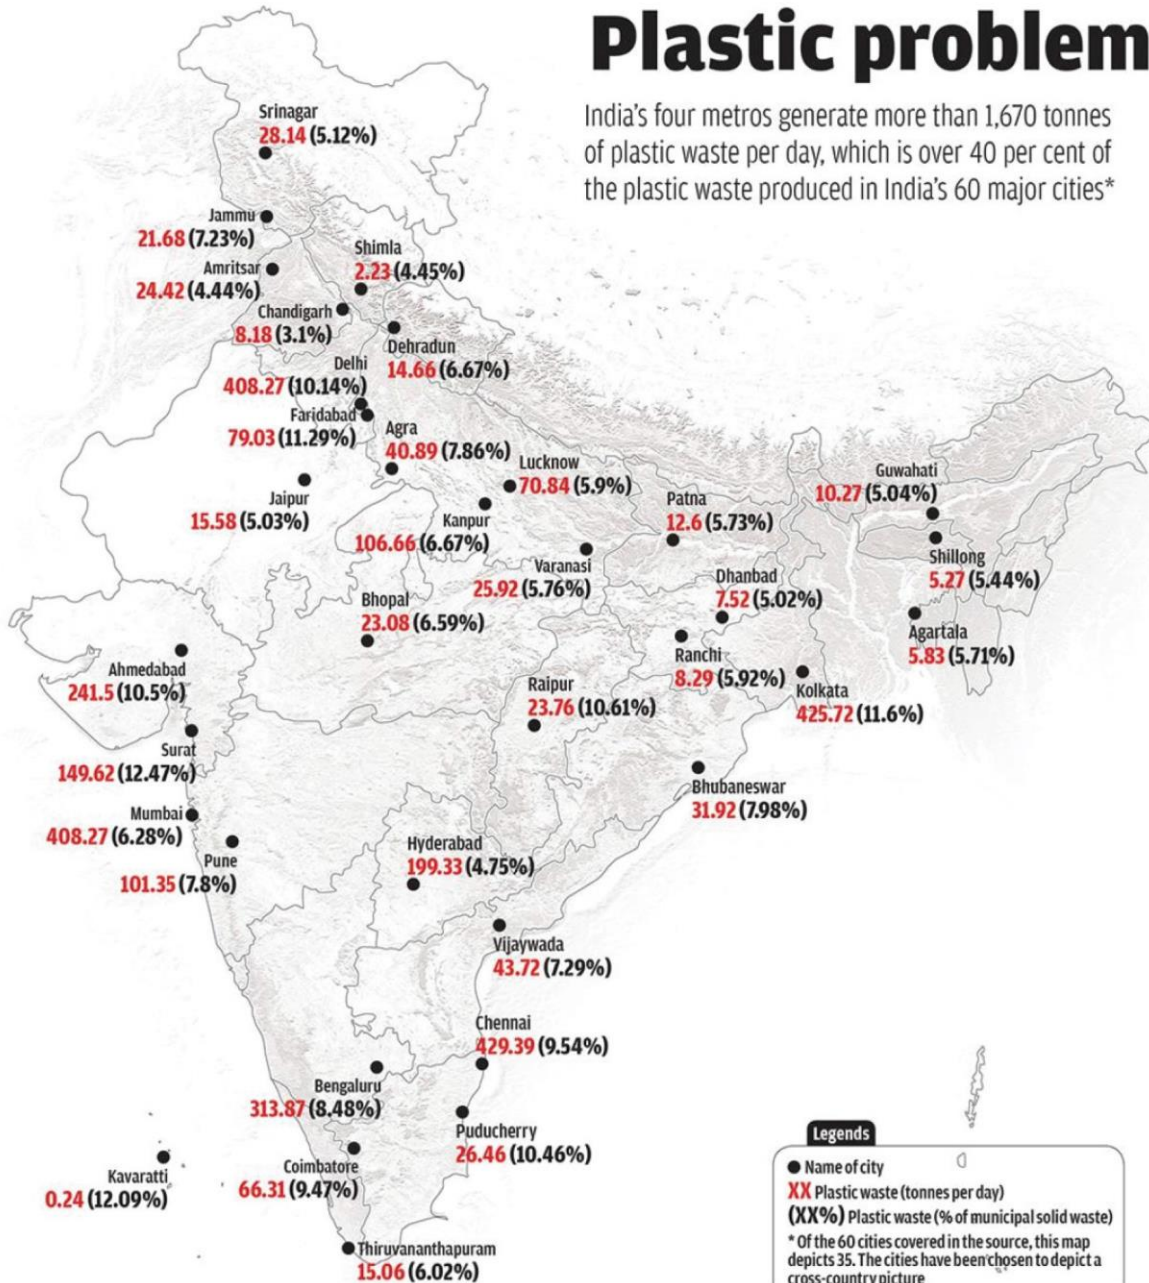 Plastic problem
India's four metros generate more than 1,670 tonnes
of plastic waste per day, which is over 40 per cent of
the plastic waste produced in India's 60 major cities*
Srinagar
28.14 (5.12%)
Jammu
21.68 (7.23%)
Amritsar
24.42 (4.44%)
Shimla
2.23 (4.45%)
Chandigarh
8.18 (3.1%)
Dehradun
14.66 (6.67%)
Delhi
408.27 (10.14%)
Faridabad
79.03 (11.29%)
Agra
40.89 (7.86%)
Lucknow
70.84 (5.9%)
Jaipur
15.58 (5.03%)
Kanpur
106.66 (6.67%)
Patna
12.6 (5.73%)
Guwahati
10.27 (5.04%)
Shillong
5.27 (5.44%)
Varanasi
25.92 (5.76%)
Dhanbad
7.52 (5.02%)
Bhopal
23.08 (6.59%)
Agartala
5.83 (5.71%)
Ranchi
8.29 (5.92%)
Ahmedabad
241.5 (10.5%)
Raipur
23.76 (10.61%)
Kolkata
425.72 (11.6%)
Surat
149.62 (12.47%)
Bhubaneswar
31.92 (7.98%)
Mumbai
408.27 (6.28%)
Pune
101.35 (7.8%)
Hyderabad
199.33 (4.75%)
Vijaywada
43.72 (7.29%)
Chennai
429.39 (9.54%)
Bengaluru
313.87 (8.48%)
Puducherry
26.46 (10.46%)
Kavaratti
0.24 (12.09%)
Coimbatore
66.31 (9.47%)
Thiruvananthapuram
15.06 (6.02%)
Legends
Name of city
XX Plastic waste (tonnes per day)
(XX%) Plastic waste (% of municipal solid waste)
* Of the 60 cities covered in the source, this map
depicts 35. The cities have been chosen to depict a
cross-country picture